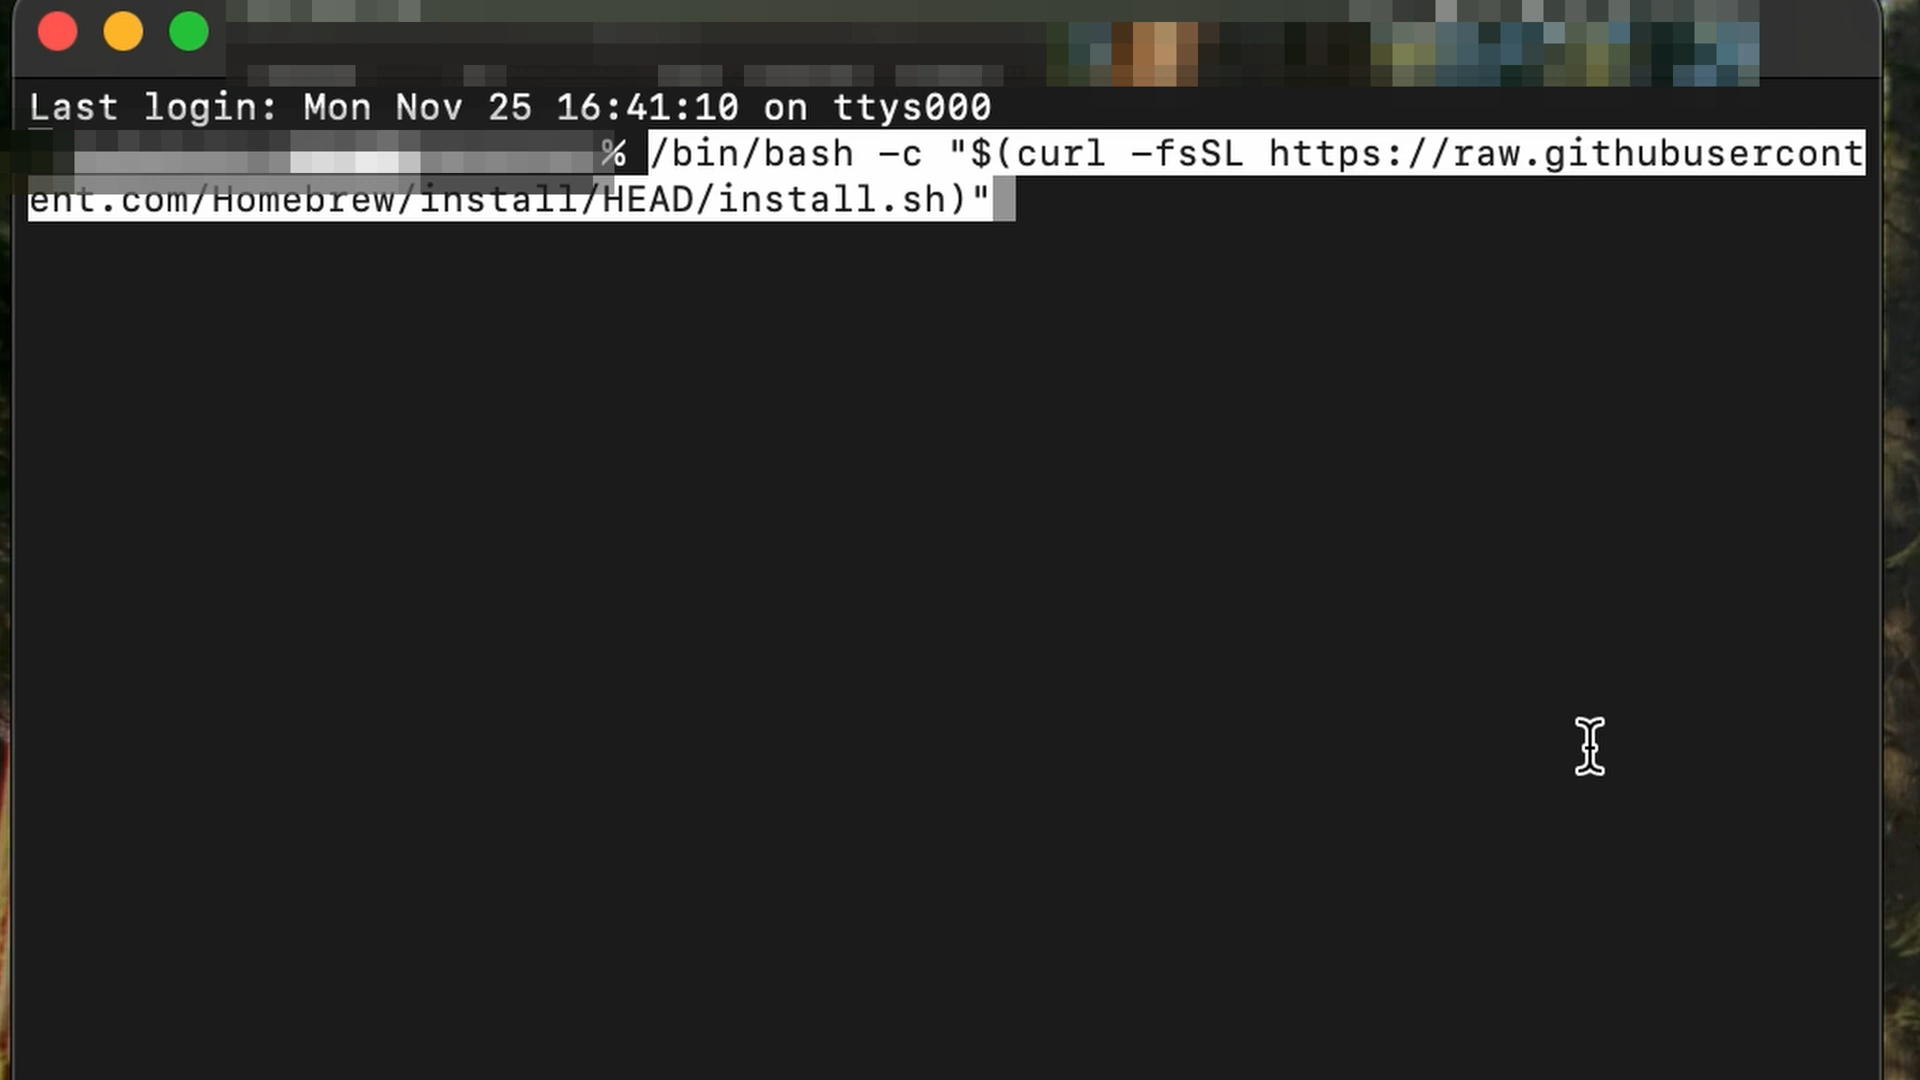 Last login: Mon Nov 25 16:41:10 on ttys000
% /bin/bash -c "$(curl -fsSL https://raw.githubusercont
ent.com/Homebrew/install/HEAD/install.sh)"